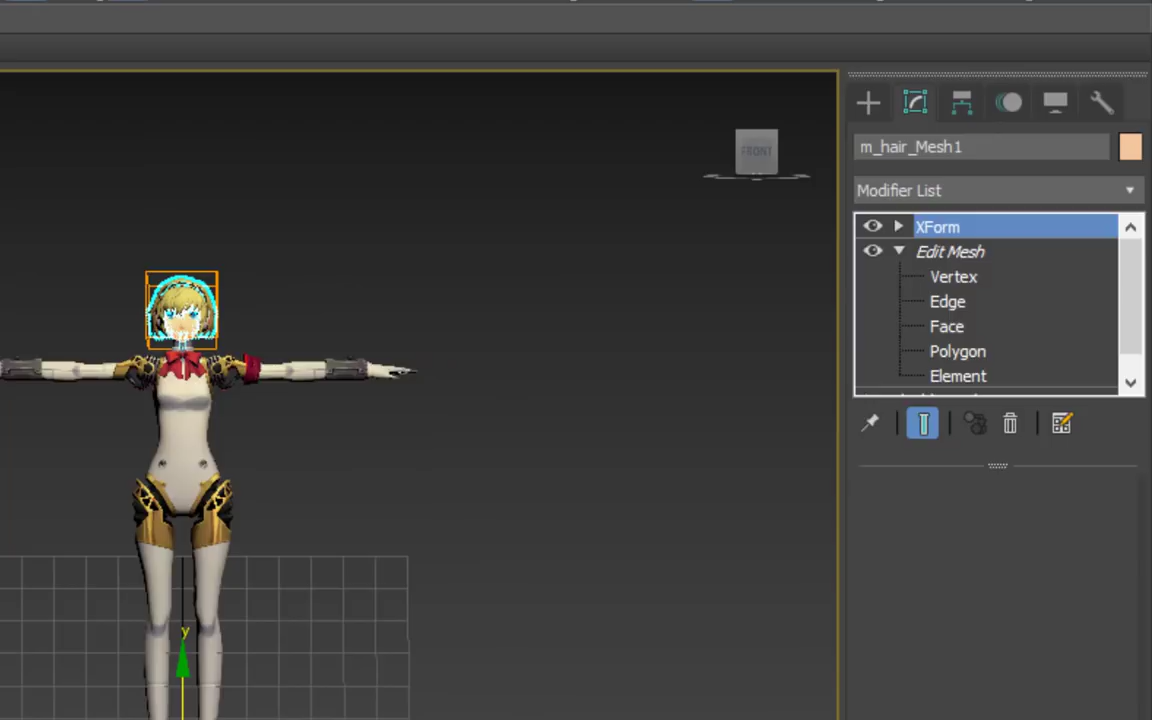 FRONT
m_hair_Mesh1
Modifier List
XForm
Edit Mesh
Vertex
Edge
Face
Polygon
Element
y